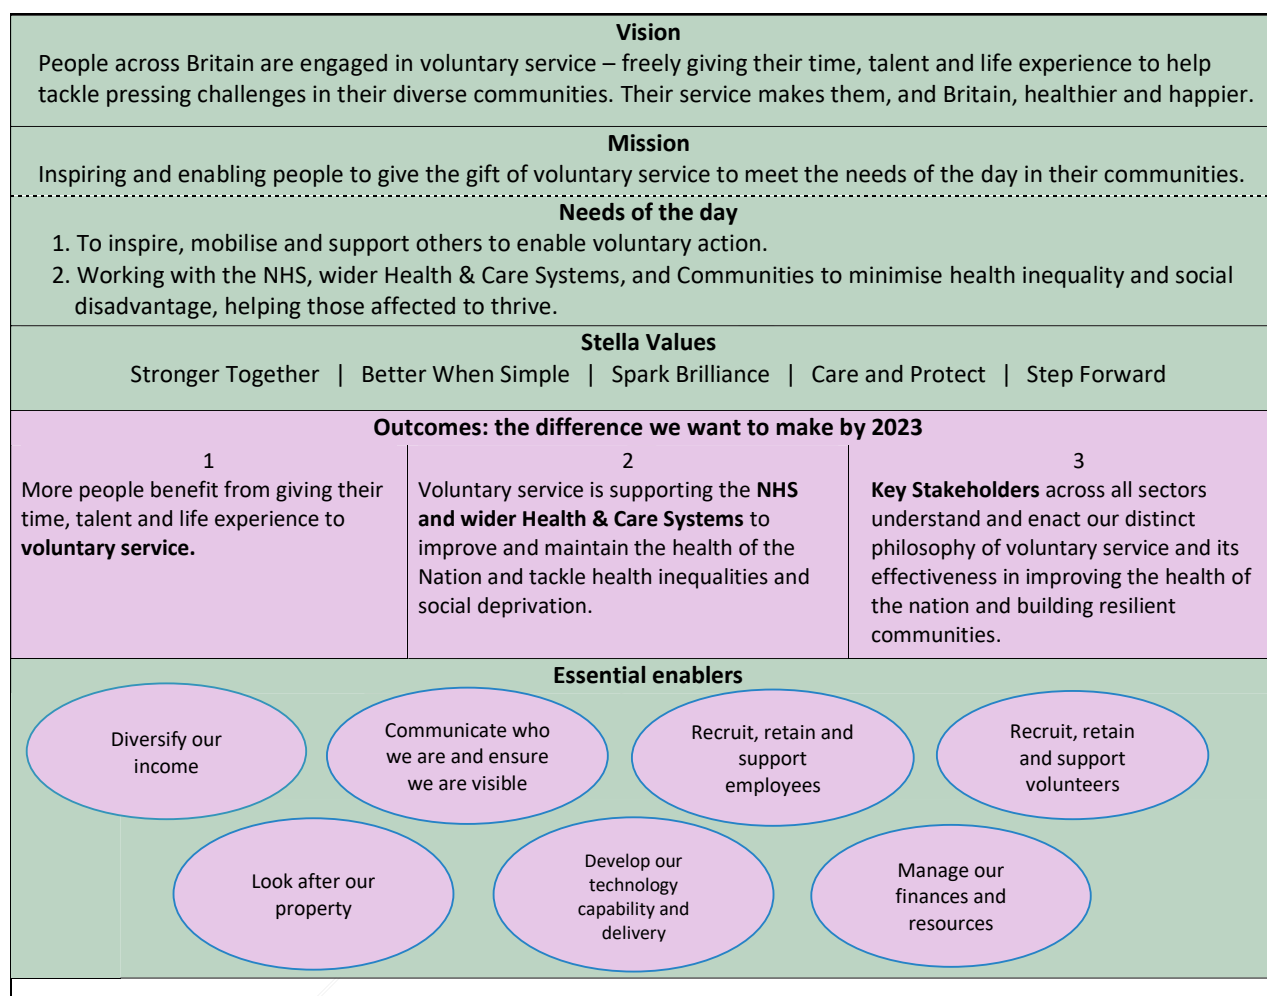 Vision
People across Britain are engaged in voluntary service – freely giving their time, talent and life experience to help
tackle pressing challenges in their diverse communities. Their service makes them, and Britain, healthier and happier.
Mission
Inspiring and enabling people to give the gift of voluntary service to meet the needs of the day in their communities.
Needs of the day
1. To inspire, mobilise and support others to enable voluntary action.
2. Working with the NHS, wider Health & Care Systems, and Communities to minimise health inequality and social
disadvantage, helping those affected to thrive.
Stella Values
Stronger Together | Better When Simple | Spark Brilliance | Care and Protect | Step Forward
Outcomes: the difference we want to make by 2023
1
More people benefit from giving their
time, talent and life experience to
voluntary service.
2
Voluntary service is supporting the NHS
and wider Health & Care Systems to
improve and maintain the health of the
Nation and tackle health inequalities and
social deprivation.
3
Key Stakeholders across all sectors
understand and enact our distinct
philosophy of voluntary service and its
effectiveness in improving the health of
the nation and building resilient
communities.
Essential enablers
Diversify our
income
Communicate who
we are and ensure
we are visible
Recruit, retain and
support
employees
Recruit, retain
and support
volunteers
Look after our
property
Develop our
technology
capability and
delivery
Manage our
finances and
resources